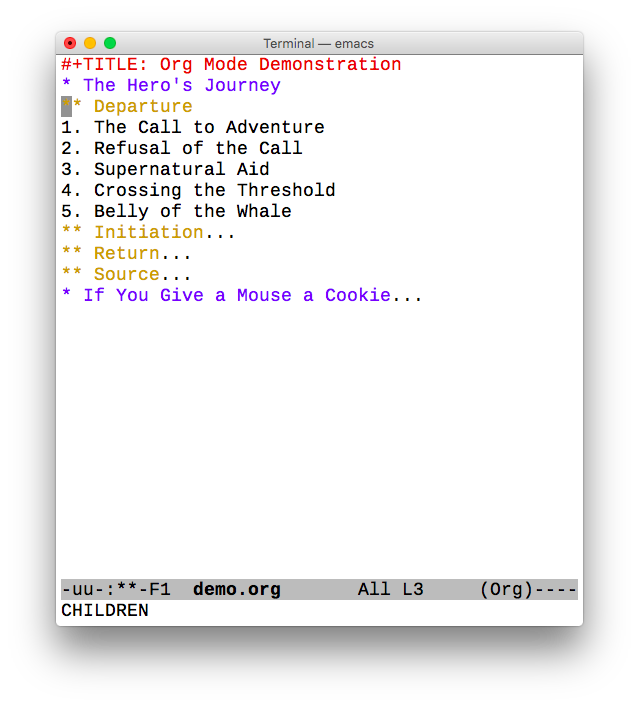 Terminal — emacs
#+TITLE: Org Mode Demonstration
* The Hero's Journey
** Departure
1. The Call to Adventure
2. Refusal of the Call
3. Supernatural Aid
4. Crossing the Threshold
5. Belly of the Whale
** Initiation...
** Return...
** Source...
* If You Give a Mouse a Cookie...
-uu-:**-F1  demo.org       All L3     (Org)----
CHILDREN